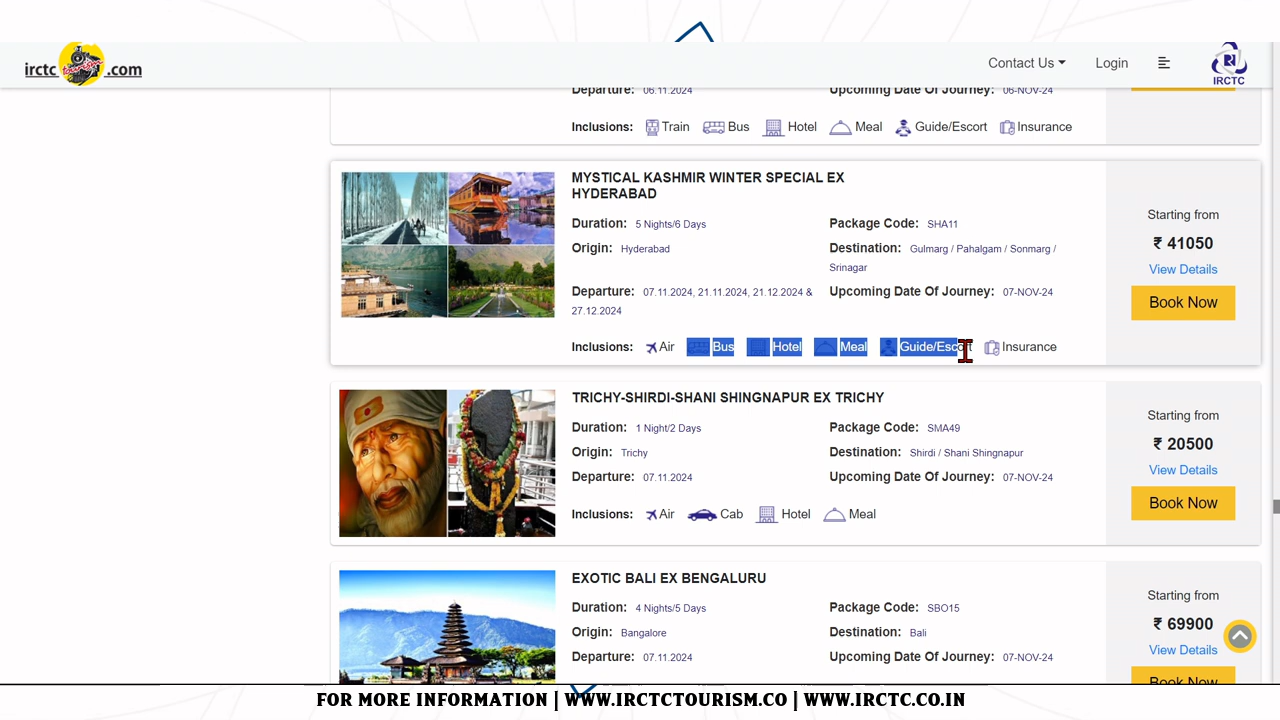 irctc tourism .com
Contact Us
Login
IRCTC
Departure: 06.11.2024 Upcoming Date Of Journey: 06-NOV-24
Inclusions: Train Bus Hotel Meal Guide/Escort Insurance
MYSTICAL KASHMIR WINTER SPECIAL EX
HYDERABAD
Duration: 5 Nights/6 Days Package Code: SHA11
Origin: Hyderabad Destination: Gulmarg / Pahalgam / Sonmarg /
Srinagar
Departure: 07.11.2024, 21.11.2024, 21.12.2024 & Upcoming Date Of Journey: 07-NOV-24
27.12.2024
Inclusions: Air Bus Hotel Meal Guide/Escort Insurance
Starting from
₹ 41050
View Details
Book Now
TRICHY-SHIRDI-SHANI SHINGNAPUR EX TRICHY
Duration: 1 Night/2 Days Package Code: SMA49
Origin: Trichy Destination: Shirdi / Shani Shingnapur
Departure: 07.11.2024 Upcoming Date Of Journey: 07-NOV-24
Inclusions: Air Cab Hotel Meal
Starting from
₹ 20500
View Details
Book Now
EXOTIC BALI EX BENGALURU
Duration: 4 Nights/5 Days Package Code: SBO15
Origin: Bangalore Destination: Bali
Departure: 07.11.2024 Upcoming Date Of Journey: 07-NOV-24
Starting from
₹ 69900
View Details
Book Now
FOR MORE INFORMATION | WWW.IRCTCTOURISM.CO | WWW.IRCTC.CO.IN